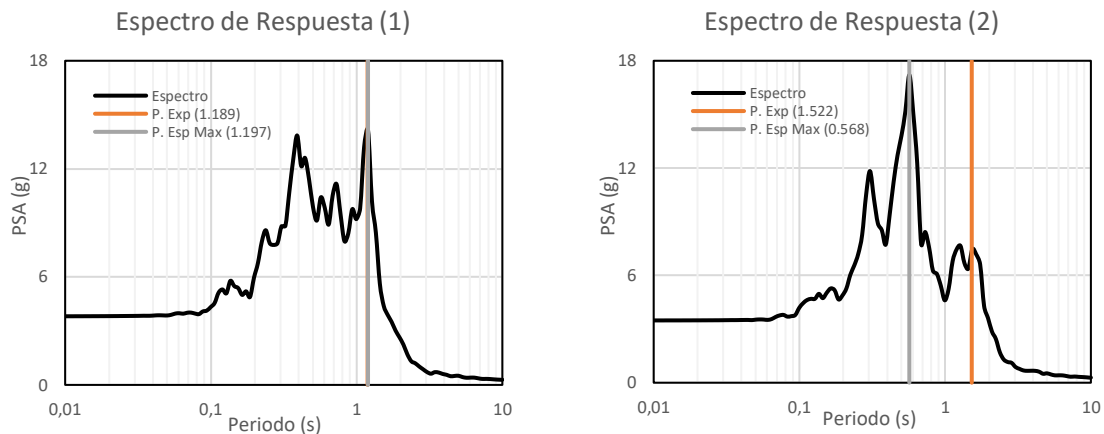 Espectro de Respuesta (1)
18
12
6
0
PSA (g)
Espectro
P. Exp (1.189)
P. Esp Max (1.197)
0,01
0,1
1
10
Periodo (s)
Espectro de Respuesta (2)
18
12
6
0
PSA (g)
Espectro
P. Exp (1.522)
P. Esp Max (0.568)
0,01
0,1
1
10
Periodo (s)